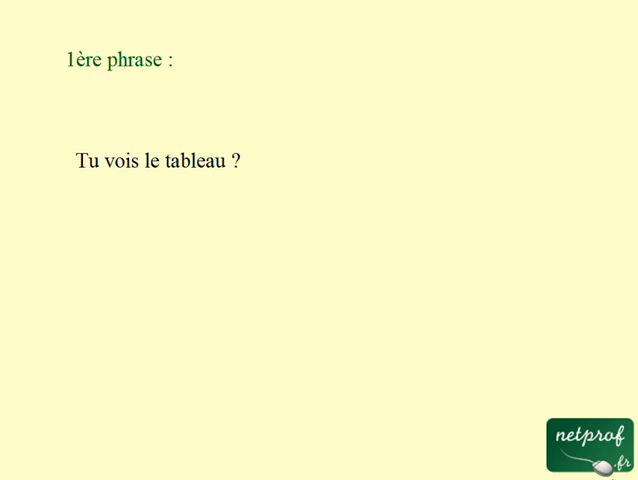 1ère phrase :
Tu vois le tableau ?
netprof
.fr